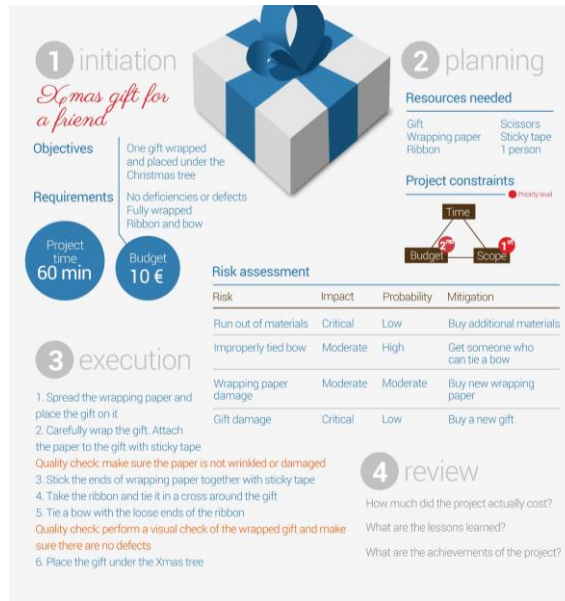 1 initiation
Xmas gift for
a friend
Objectives
One gift wrapped
and placed under the
Christmas tree
Requirements
No deficiencies or defects
Fully wrapped
Ribbon and bow
Project
time
60 min
Budget
10 €
2 planning
Resources needed
Gift
Wrapping paper
Ribbon
Scissors
Sticky tape
1 person
Project constraints
Priority level
Time
2nd
1st
Budget
Scope
Risk assessment
Risk Impact Probability Mitigation
Run out of materials Critical Low Buy additional materials
Improperly tied bow Moderate High Get someone who
can tie a bow
Wrapping paper Moderate Moderate Buy new wrapping
damage paper
Gift damage Critical Low Buy a new gift
3 execution
1. Spread the wrapping paper and
place the gift on it
2. Carefully wrap the gift. Attach
the paper to the gift with sticky tape
Quality check: make sure the paper is not wrinkled or damaged
3. Stick the ends of wrapping paper together with sticky tape
4. Take the ribbon and tie it in a cross around the gift
5. Tie a bow with the loose ends of the ribbon
Quality check: perform a visual check of the wrapped gift and make
sure there are no defects
6. Place the gift under the Xmas tree
4 review
How much did the project actually cost?
What are the lessons learned?
What are the achievements of the project?